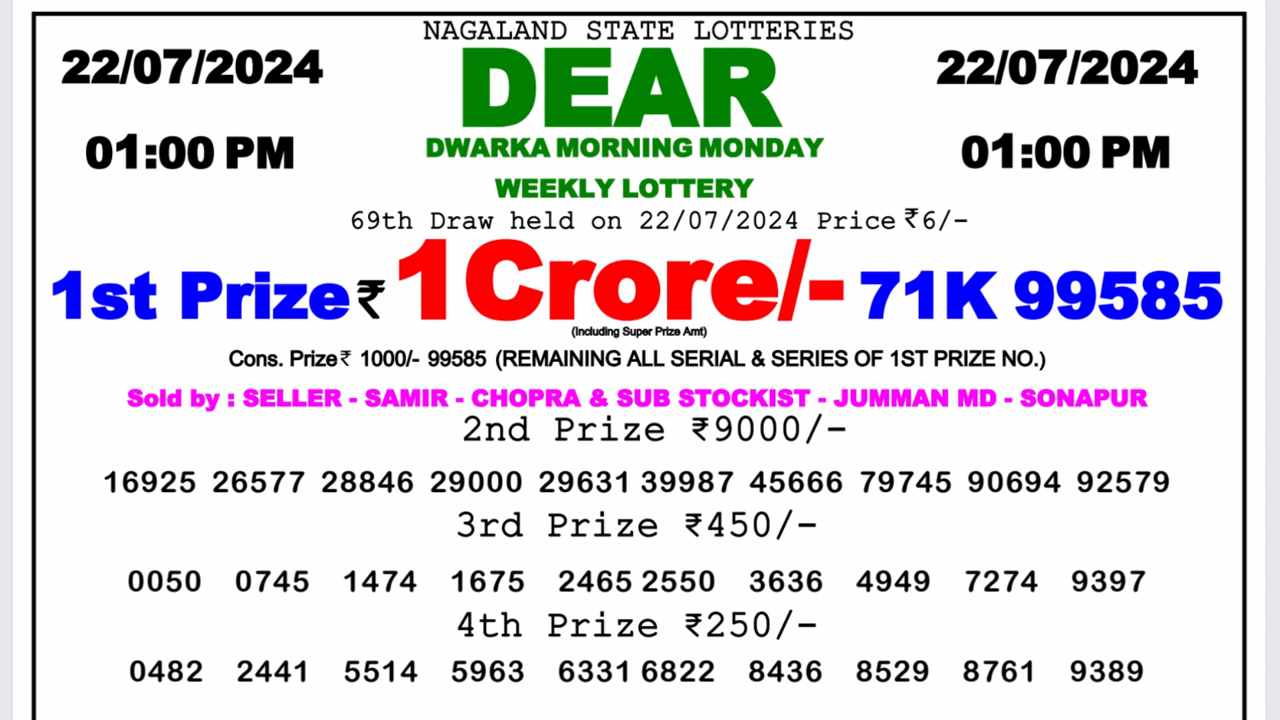 NAGALAND STATE LOTTERIES
22/07/2024 DEAR 22/07/2024
01:00 PM DWARKA MORNING MONDAY 01:00 PM
WEEKLY LOTTERY
69th Draw held on 22/07/2024 Price ₹6/-
1st Prize ₹ 1Crore/- 71K 99585
(Including Super Prize Amt)
Cons. Prize ₹ 1000/- 99585 (REMAINING ALL SERIAL & SERIES OF 1ST PRIZE NO.)
Sold by : SELLER - SAMIR - CHOPRA & SUB STOCKIST - JUMMAN MD - SONAPUR
2nd Prize ₹9000/-
16925 26577 28846 29000 29631 39987 45666 79745 90694 92579
3rd Prize ₹450/-
0050 0745 1474 1675 2465 2550 3636 4949 7274 9397
4th Prize ₹250/-
0482 2441 5514 5963 6331 6822 8436 8529 8761 9389